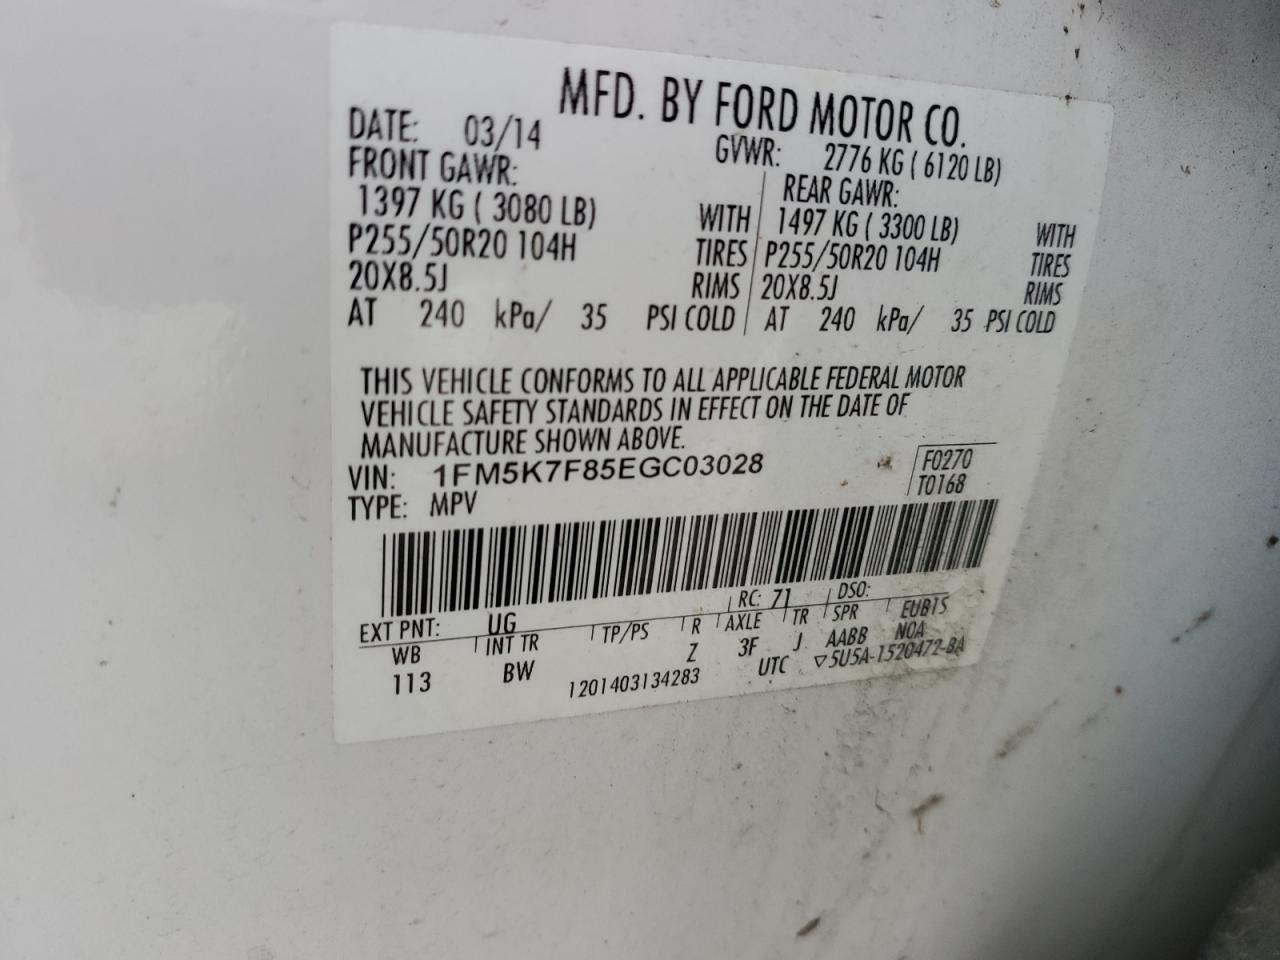 MFD. BY FORD MOTOR CO.
DATE: 03/14 GVWR: 2776 KG ( 6120 LB)
FRONT GAWR: REAR GAWR:
1397 KG ( 3080 LB) WITH 1497 KG ( 3300 LB) WITH
P255/50R20 104H TIRES P255/50R20 104H TIRES
20X8.5J RIMS 20X8.5J RIMS
AT 240 kPa/ 35 PSI COLD AT 240 kPa/ 35 PSI COLD
THIS VEHICLE CONFORMS TO ALL APPLICABLE FEDERAL MOTOR
VEHICLE SAFETY STANDARDS IN EFFECT ON THE DATE OF
MANUFACTURE SHOWN ABOVE.
VIN: 1FM5K7F85EGC03028 F0270
TYPE: MPV T0168
EXT PNT: UG RC: 71 DSO:
WB INT TR TP/PS R AXLE TR SPR EUB1S
113 BW Z 3F J AABB NOA
1201403134283 UTC ▽5U5A-1520472-BA